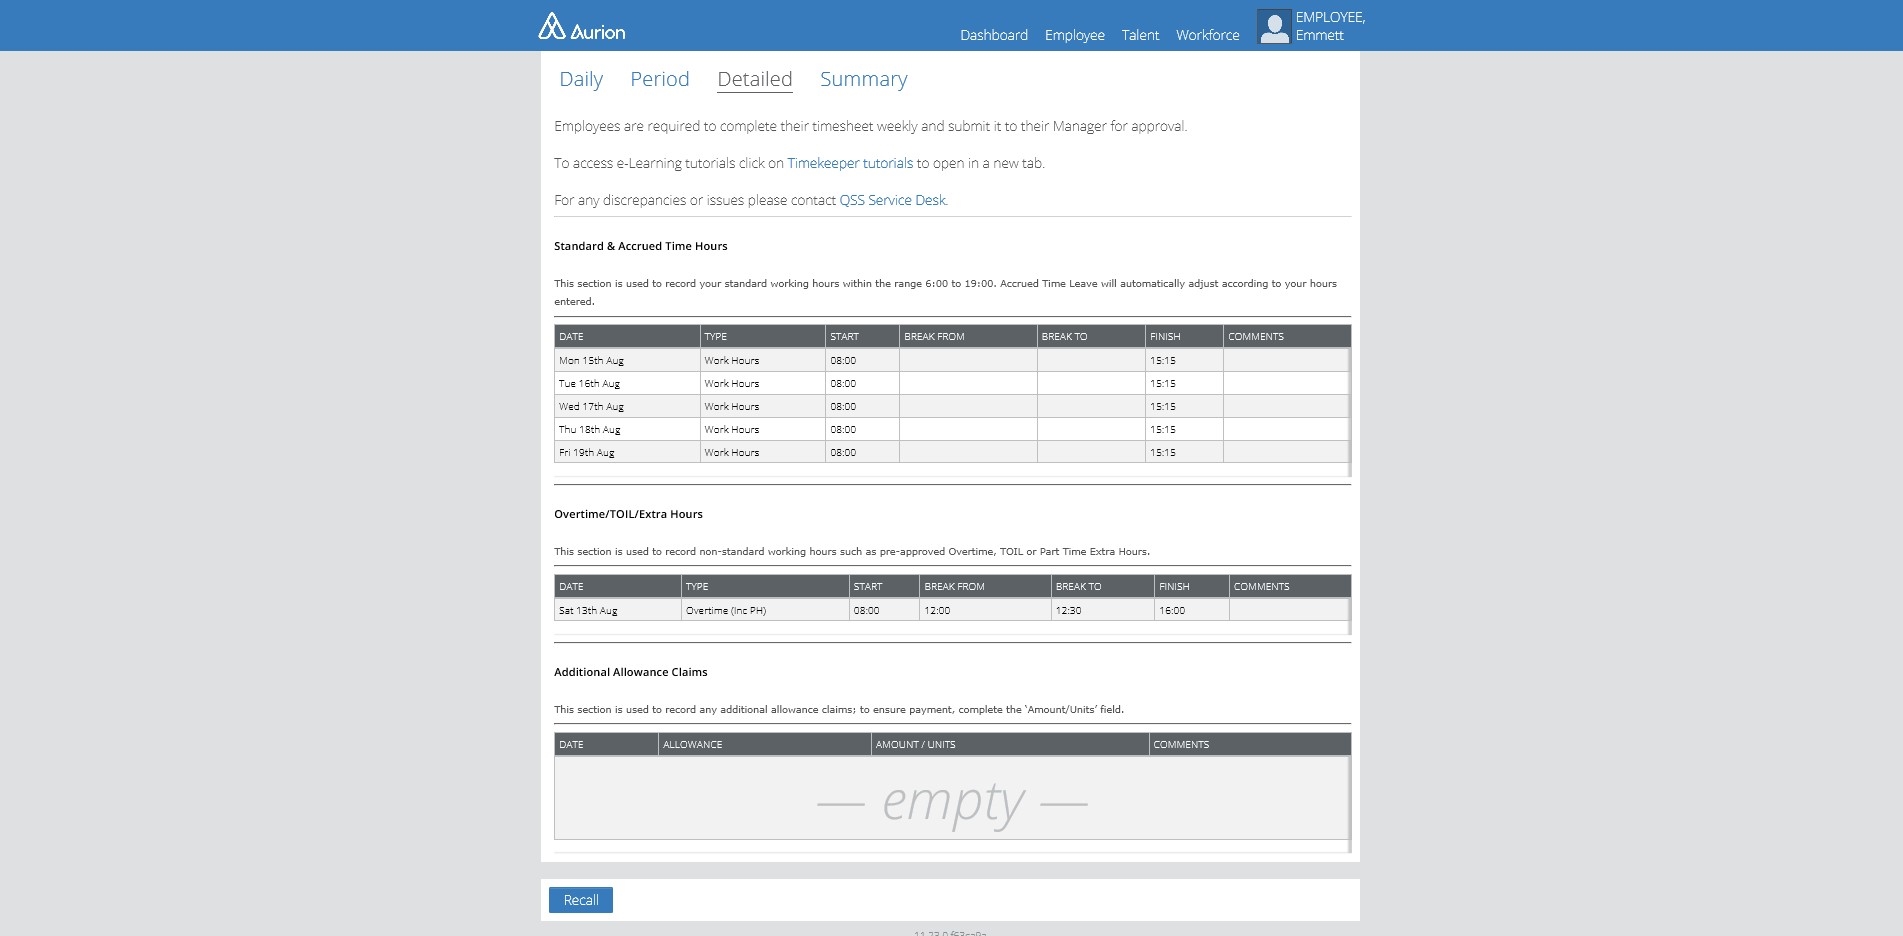 Aurion
Dashboard Employee Talent Workforce
EMPLOYEE,
Emmett
Daily Period Detailed Summary
Employees are required to complete their timesheet weekly and submit it to their Manager for approval.
To access e-Learning tutorials click on Timekeeper tutorials to open in a new tab.
For any discrepancies or issues please contact QSS Service Desk.
Standard & Accrued Time Hours
This section is used to record your standard working hours within the range 6:00 to 19:00. Accrued Time Leave will automatically adjust according to your hours
entered.
DATE TYPE START BREAK FROM BREAK TO FINISH COMMENTS
Mon 15th Aug Work Hours 08:00 15:15
Tue 16th Aug Work Hours 08:00 15:15
Wed 17th Aug Work Hours 08:00 15:15
Thu 18th Aug Work Hours 08:00 15:15
Fri 19th Aug Work Hours 08:00 15:15
Overtime/TOIL/Extra Hours
This section is used to record non-standard working hours such as pre-approved Overtime, TOIL or Part Time Extra Hours.
DATE TYPE START BREAK FROM BREAK TO FINISH COMMENTS
Sat 13th Aug Overtime (Inc PH) 08:00 12:00 12:30 16:00
Additional Allowance Claims
This section is used to record any additional allowance claims; to ensure payment, complete the ‘Amount/Units’ field.
DATE ALLOWANCE AMOUNT / UNITS COMMENTS
— empty —
Recall